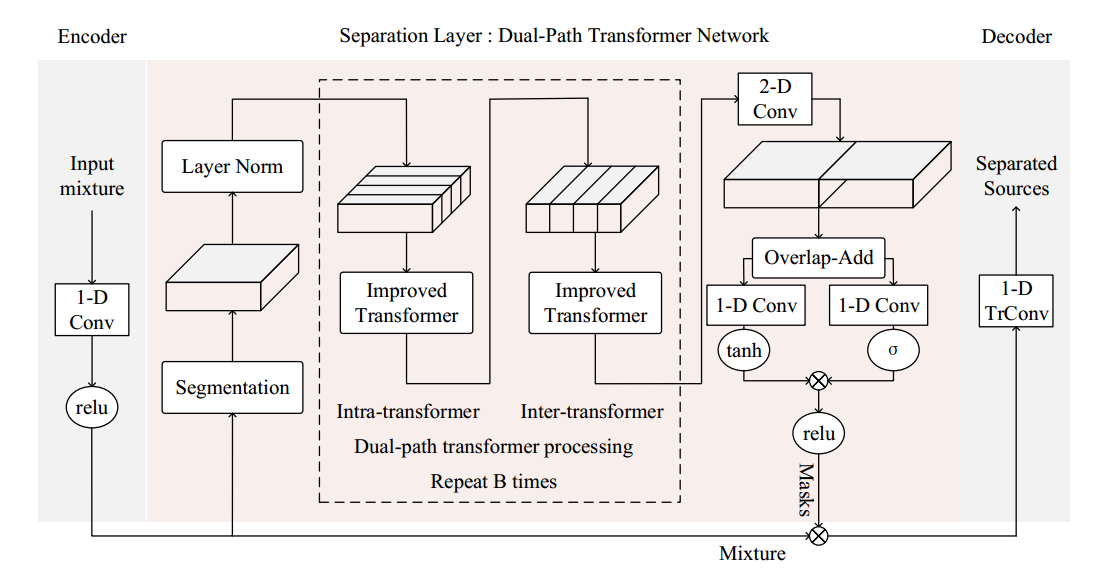 Encoder
Separation Layer : Dual-Path Transformer Network
Decoder
Input
mixture
1-D
Conv
relu
Layer Norm
Segmentation
Improved
Transformer
Intra-transformer
Improved
Transformer
Inter-transformer
Dual-path transformer processing
Repeat B times
2-D
Conv
Overlap-Add
1-D Conv
1-D Conv
tanh
σ
relu
Masks
Mixture
Separated
Sources
1-D
TrConv